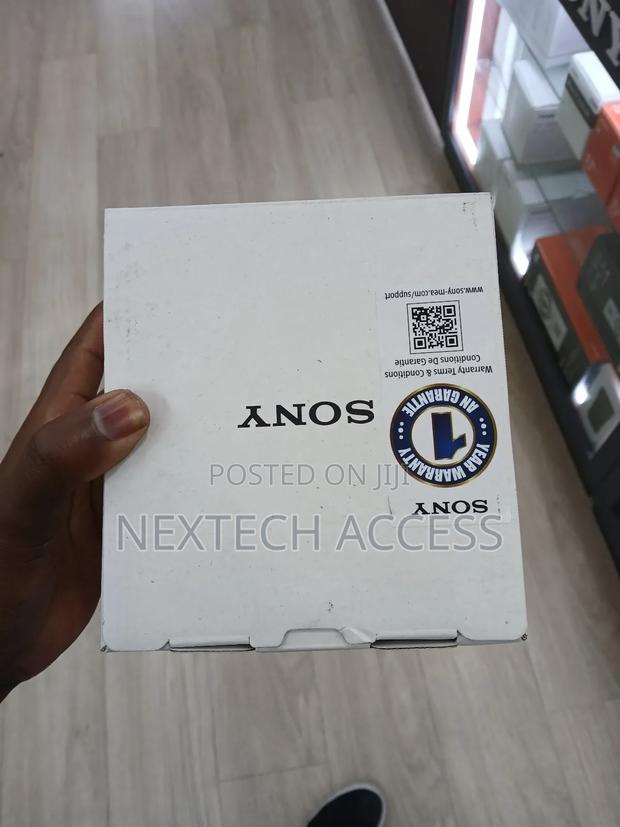 SONY
SONY
1
YEAR WARRANTY
AN GARANTIE
Warranty Terms & Conditions
Conditions De Garantie
www.sony-mea.com/support
POSTED ON JIJI
NEXTECH ACCESS